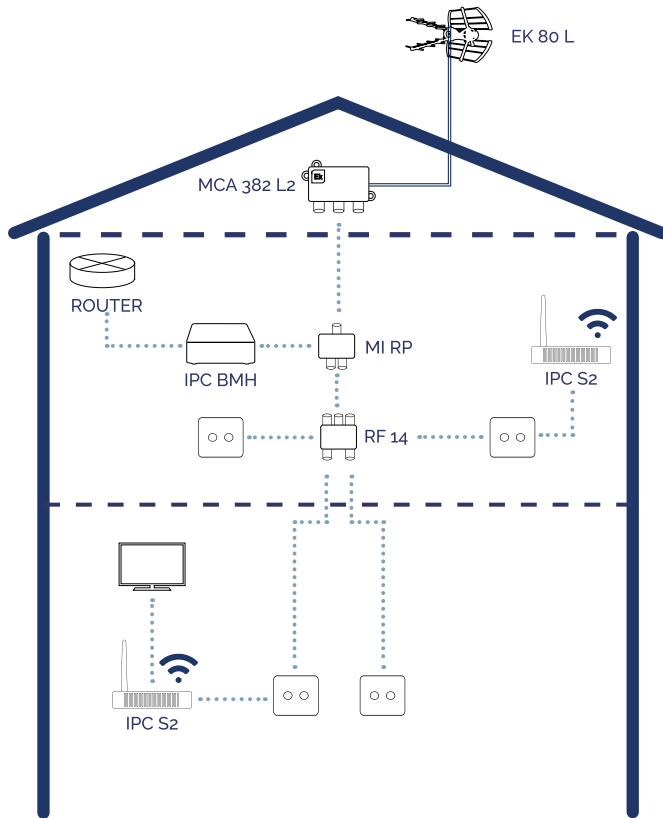 EK 80 L
Ek
MCA 382 L2
ROUTER
MI RP
IPC BMH
IPC S2
RF 14
IPC S2